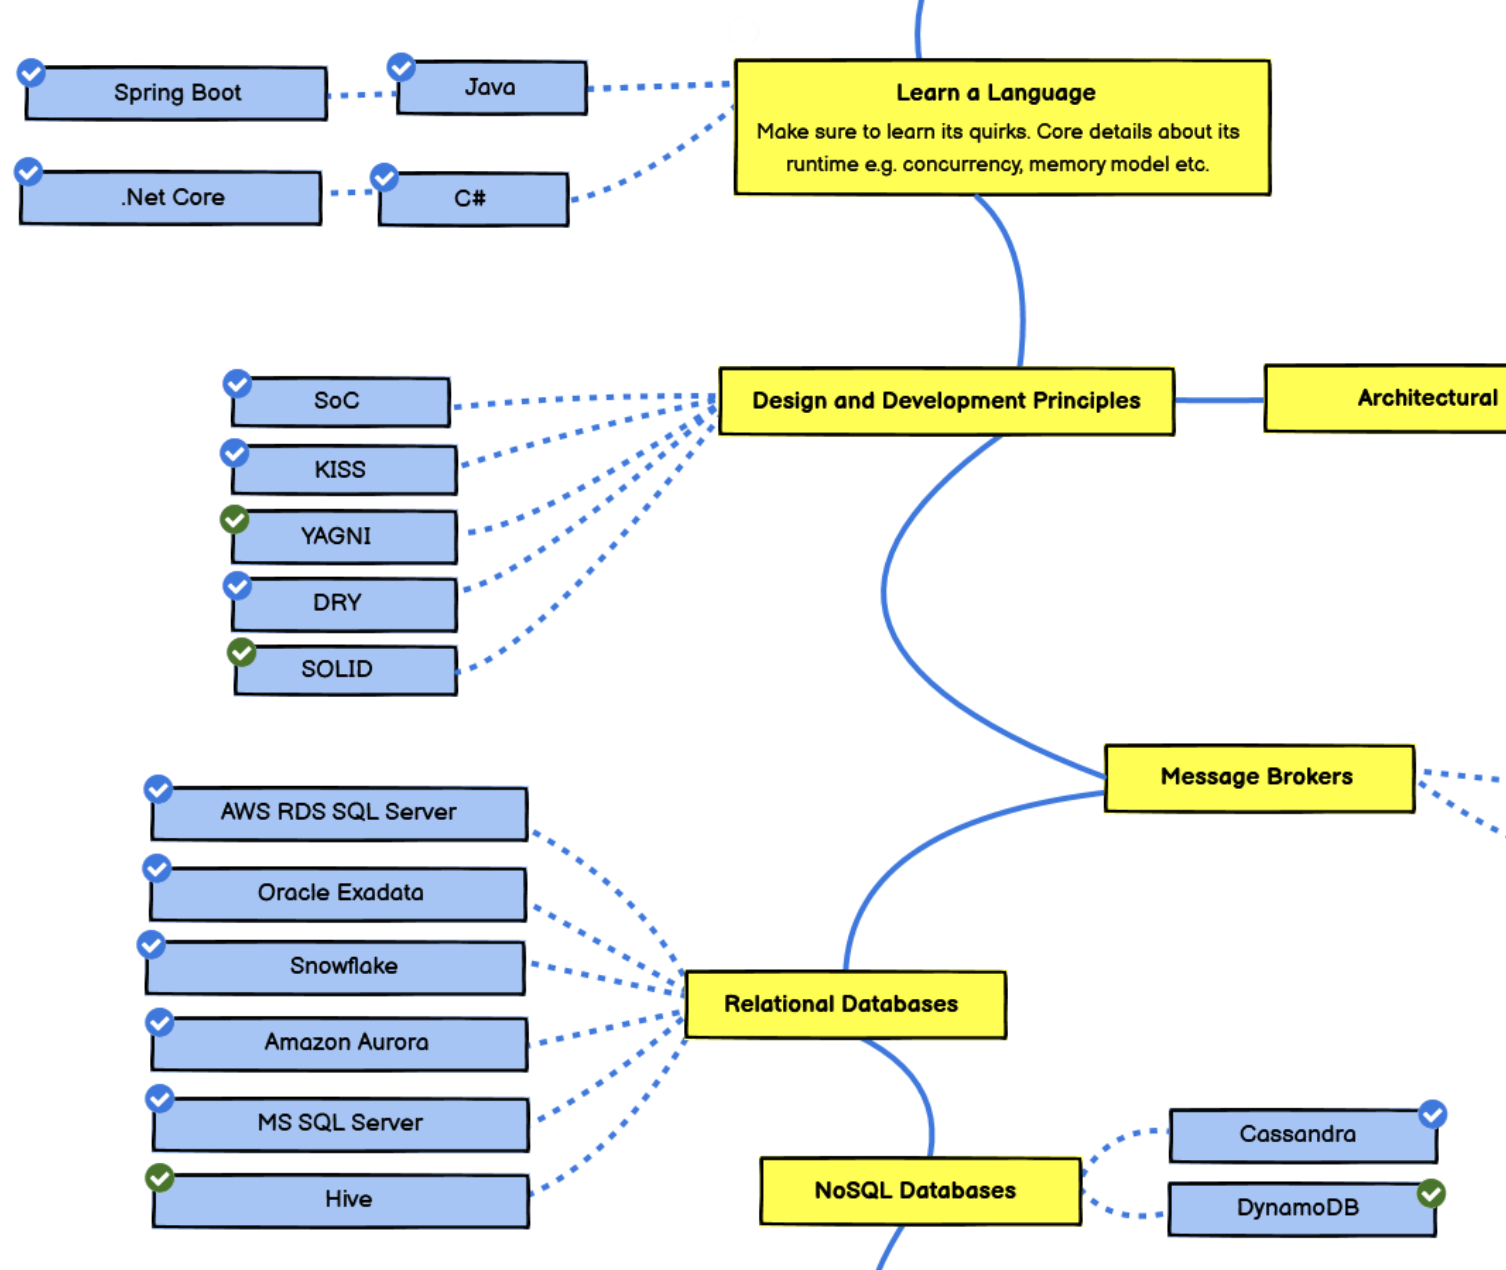 Learn a Language
Make sure to learn its quirks. Core details about its
runtime e.g. concurrency, memory model etc.
Spring Boot
Java
.Net Core
C#
Design and Development Principles
Architectural
SoC
KISS
YAGNI
DRY
SOLID
Message Brokers
AWS RDS SQL Server
Oracle Exadata
Snowflake
Relational Databases
Amazon Aurora
MS SQL Server
Hive
NoSQL Databases
Cassandra
DynamoDB